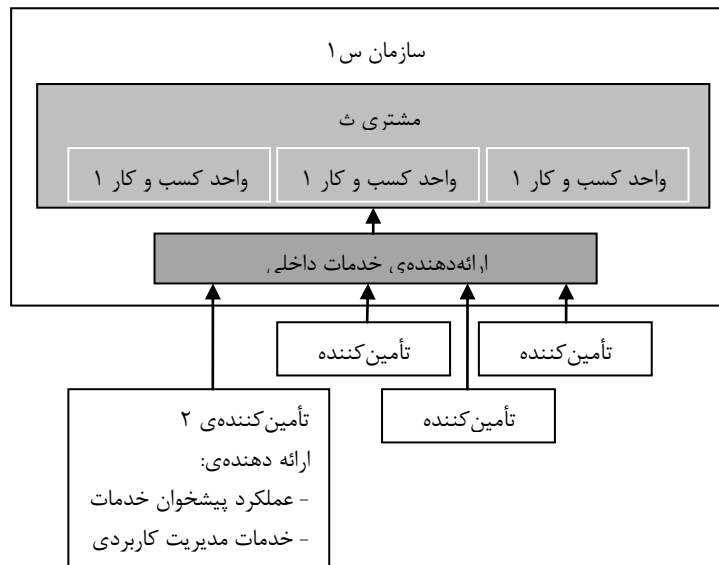 سازمان س۱
مشتری ث
واحد کسب و کار ۱
واحد کسب و کار ۱
واحد کسب و کار ۱
ارائه‌دهنده‌ی خدمات داخلی
تأمین‌کننده
تأمین‌کننده
تأمین‌کننده
تأمین‌کننده‌ی ۲
ارائه دهنده‌ی:
- عملکرد پیشخوان خدمات
- خدمات مدیریت کاربردی